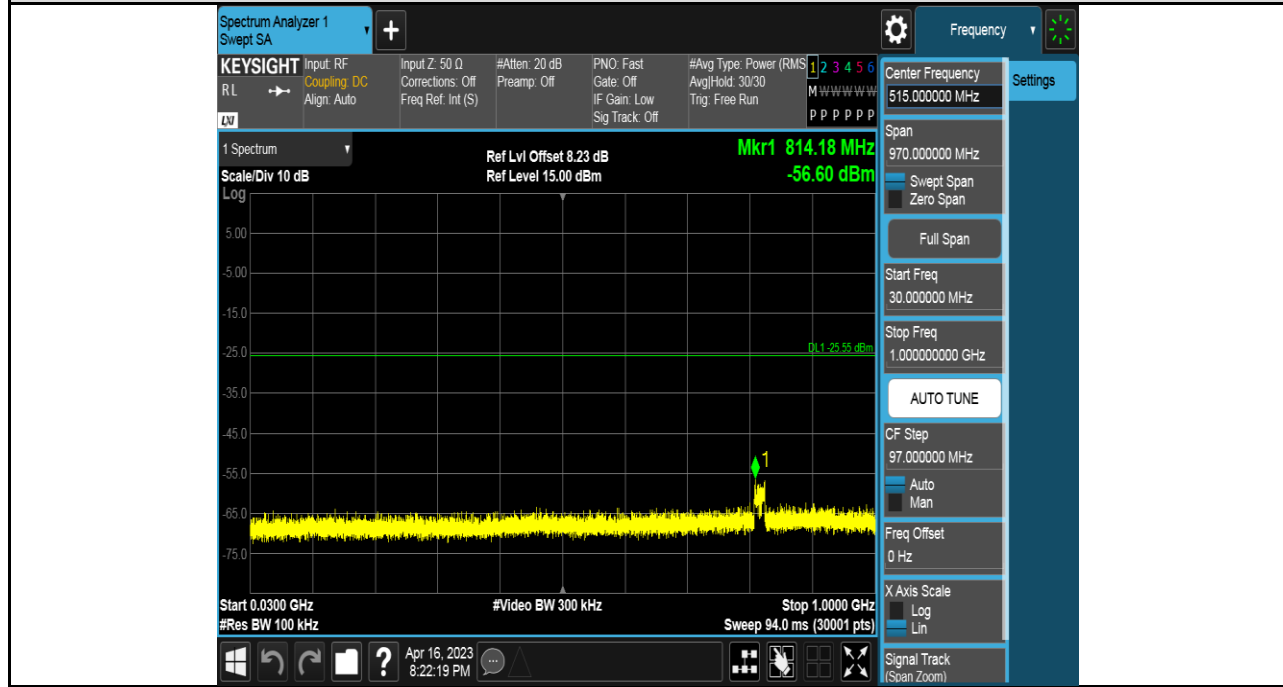 Spectrum Analyzer 1
Swept SA
+
Frequency
KEYSIGHT
RL
LXI
Input: RF
Coupling: DC
Align: Auto
Input Z: 50 Ω
Corrections: Off
Freq Ref: Int (S)
#Atten: 20 dB
Preamp: Off
PNO: Fast
Gate: Off
IF Gain: Low
Sig Track: Off
#Avg Type: Power (RMS
Avg|Hold: 30/30
Trig: Free Run
1 2 3 4 5 6
M W W W W W
P P P P P P
Center Frequency
515.000000 MHz
Settings
1 Spectrum
Scale/Div 10 dB
Log
Ref Lvl Offset 8.23 dB
Ref Level 15.00 dBm
Mkr1 814.18 MHz
-56.60 dBm
Span
970.000000 MHz
Swept Span
Zero Span
Full Span
Start Freq
30.000000 MHz
Stop Freq
1.000000000 GHz
AUTO TUNE
CF Step
97.000000 MHz
Auto
Man
Freq Offset
0 Hz
X Axis Scale
Log
Lin
Signal Track
(Span Zoom)
5.00
-5.00
-15.0
-25.0
DL1 -25.55 dBm
-35.0
-45.0
-55.0
1
-65.0
-75.0
Start 0.0300 GHz
#Res BW 100 kHz
#Video BW 300 kHz
Stop 1.0000 GHz
Sweep 94.0 ms (30001 pts)
?
Apr 16, 2023
8:22:19 PM